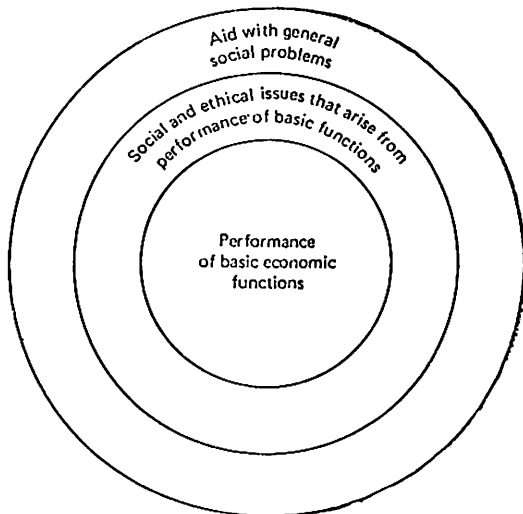 Aid with general
social problems
Social and ethical issues that arise from
performance of basic functions
Performance
of basic economic
functions